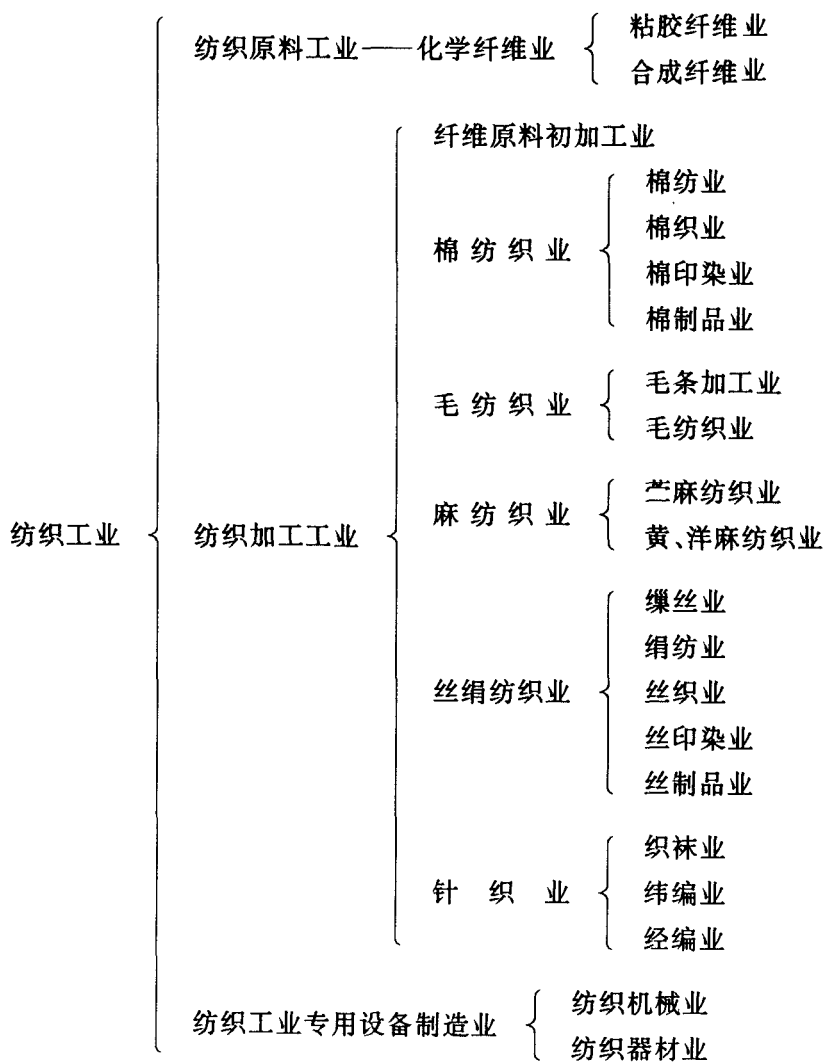 纺织工业
纺织原料工业——化学纤维业
粘胶纤维业
合成纤维业
纺织加工工业
纤维原料初加工业
棉纺织业
棉纺业
棉织业
棉印染业
棉制品业
毛纺织业
毛条加工业
毛纺织业
麻纺织业
苎麻纺织业
黄、洋麻纺织业
丝绢纺织业
缫丝业
绢纺业
丝织业
丝印染业
丝制品业
针织业
织袜业
纬编业
经编业
纺织工业专用设备制造业
纺织机械业
纺织器材业